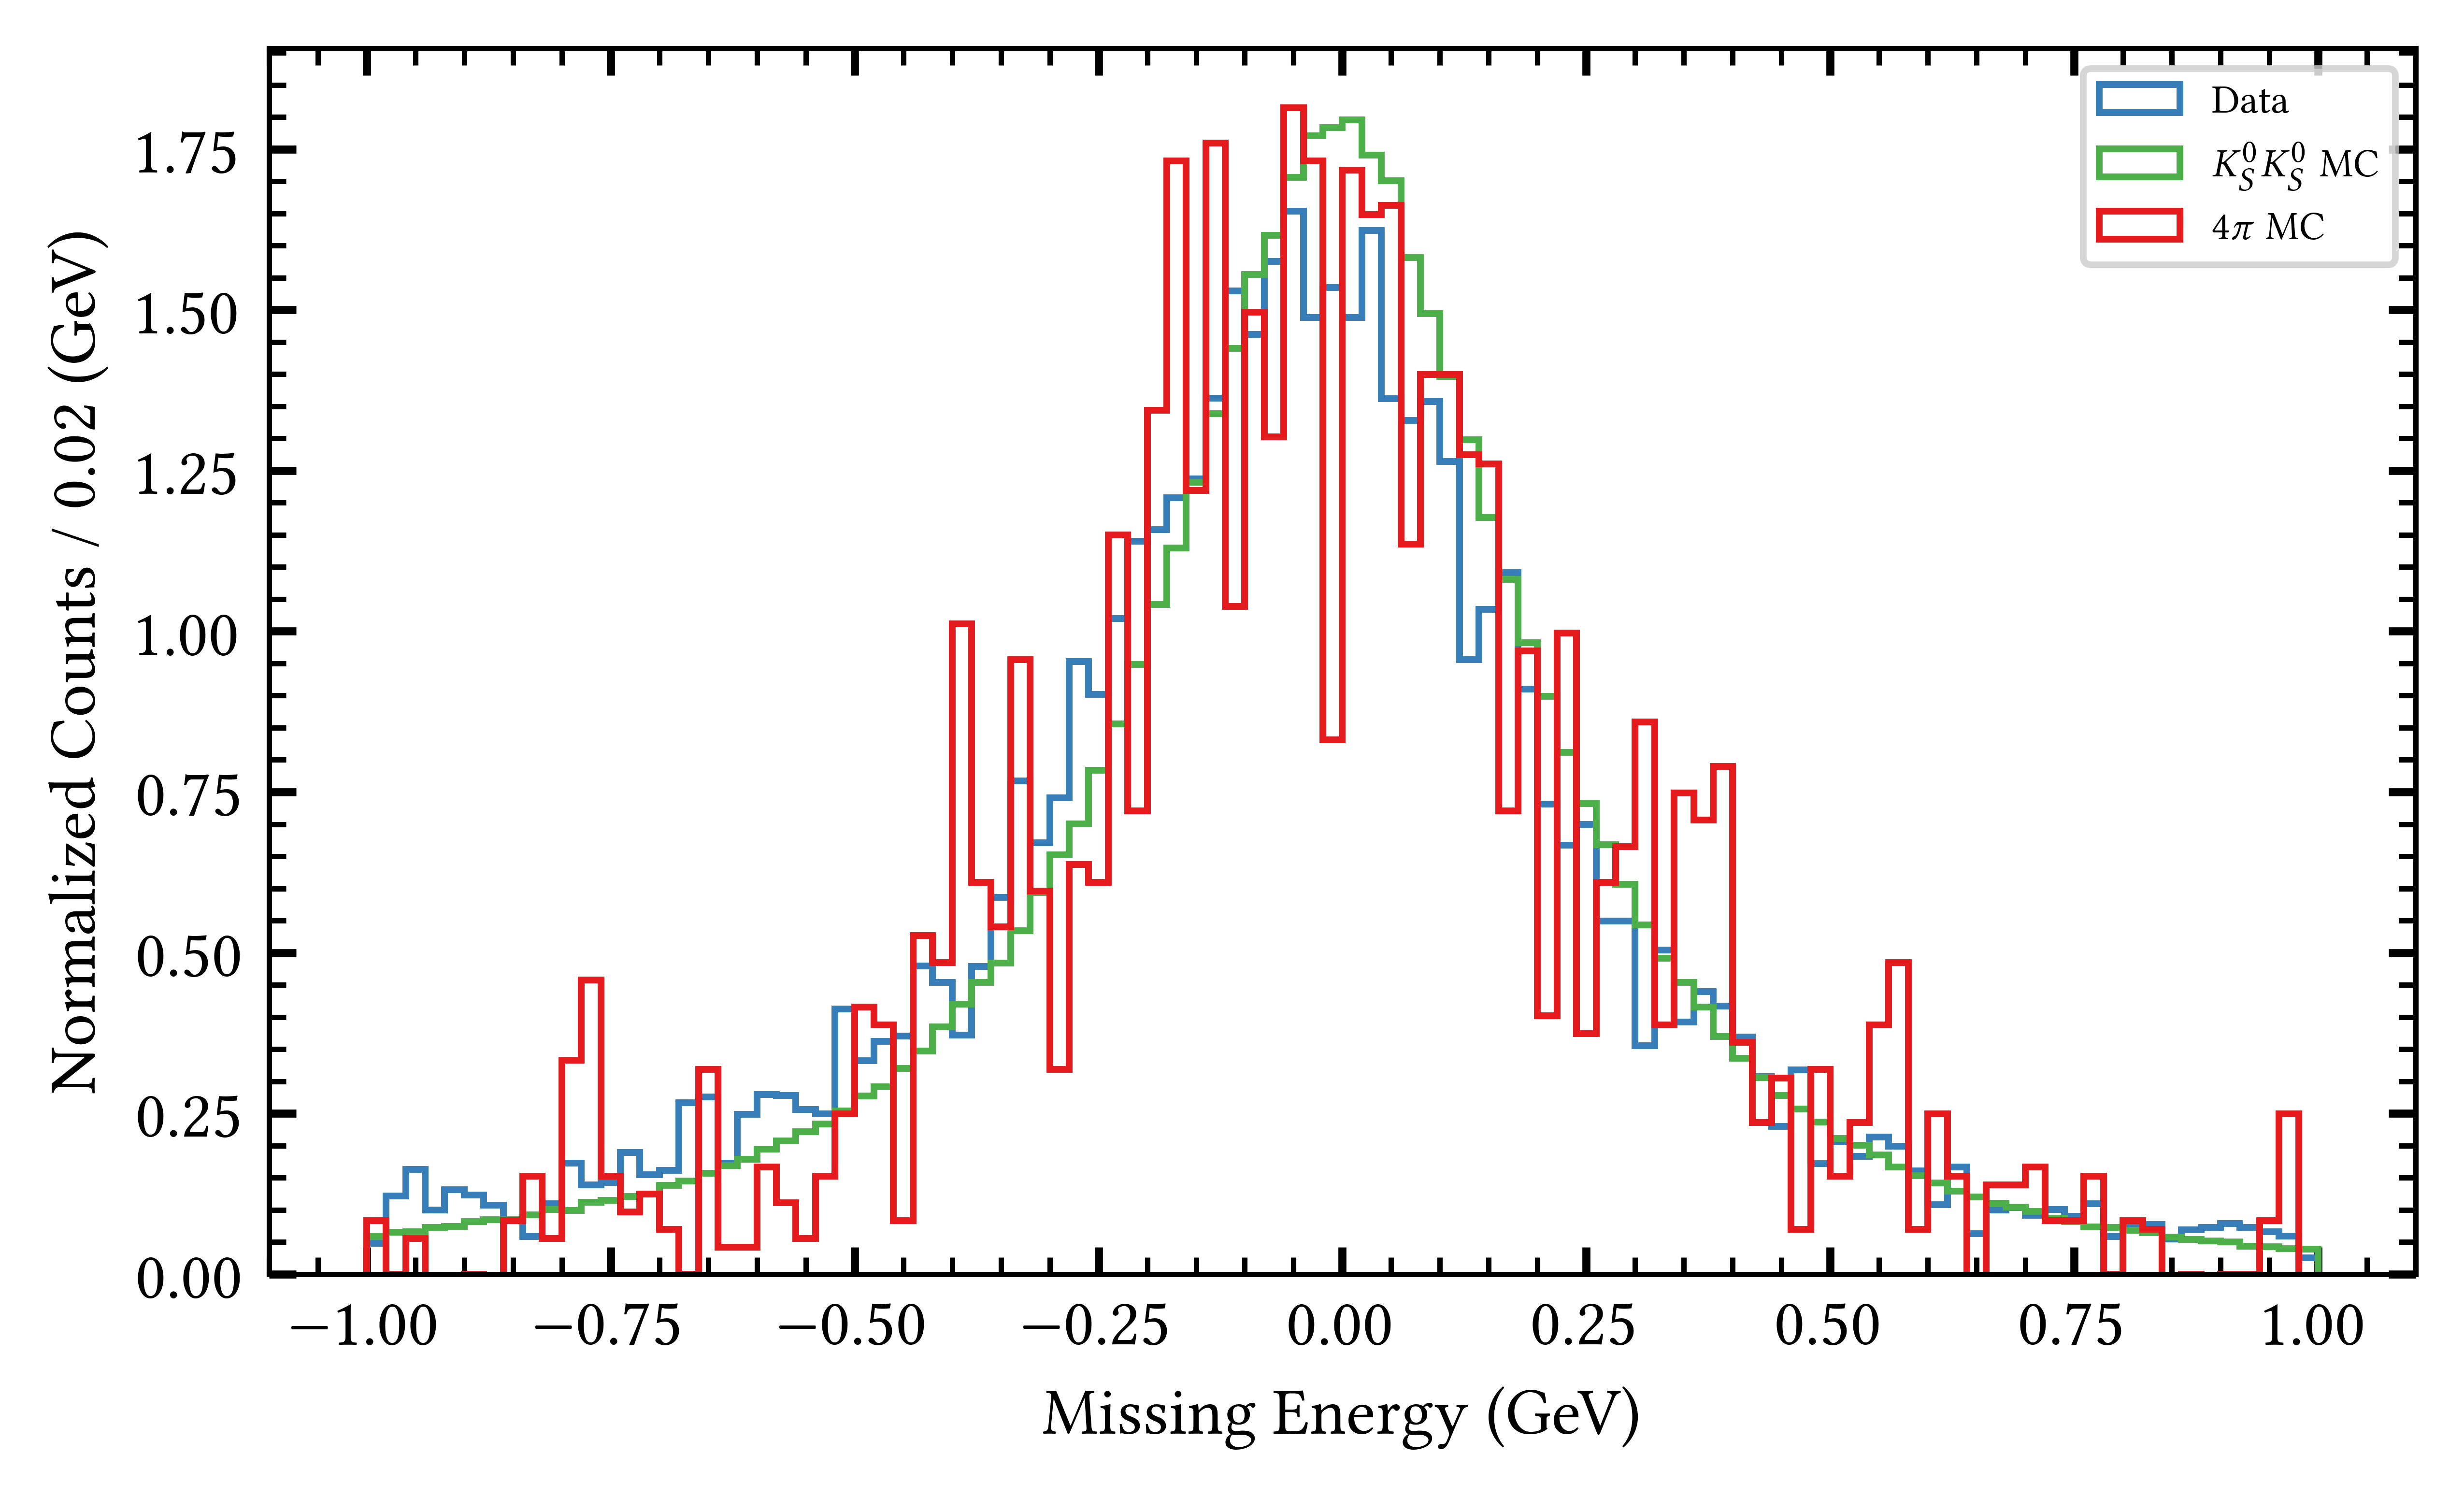 Normalized Counts / 0.02 (GeV)
1.75
1.50
1.25
1.00
0.75
0.50
0.25
0.00
−1.00 −0.75 −0.50 −0.25 0.00 0.25 0.50 0.75 1.00
Missing Energy (GeV)
Data
$K_S^0 K_S^0$ MC
4π MC